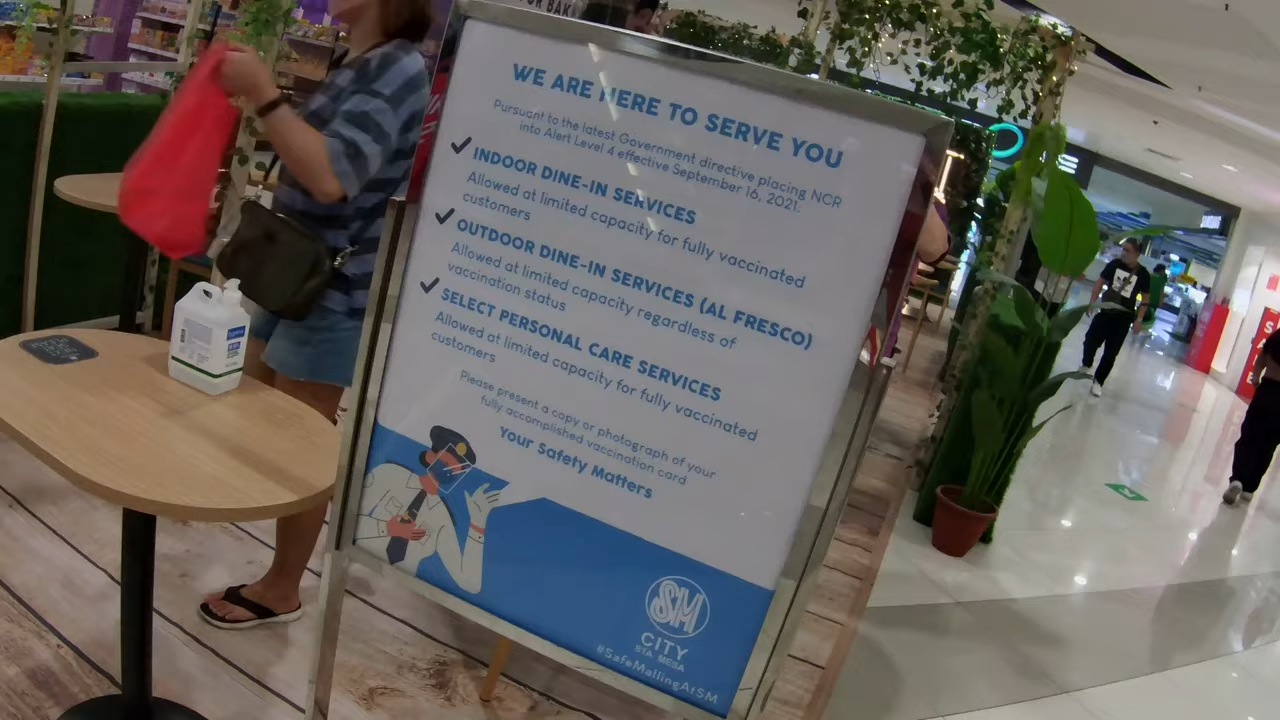 WE ARE HERE TO SERVE YOU
Pursuant to the latest Government directive placing NCR
into Alert Level 4 effective September 16, 2021.
INDOOR DINE-IN SERVICES
Allowed at limited capacity for fully vaccinated
customers
OUTDOOR DINE-IN SERVICES (AL FRESCO)
Allowed at limited capacity regardless of
vaccination status
SELECT PERSONAL CARE SERVICES
Allowed at limited capacity for fully vaccinated
customers
Please present a copy or photograph of your
fully accomplished vaccination card
Your Safety Matters
SM
CITY
STA. MESA
#SafeMallingAtSM